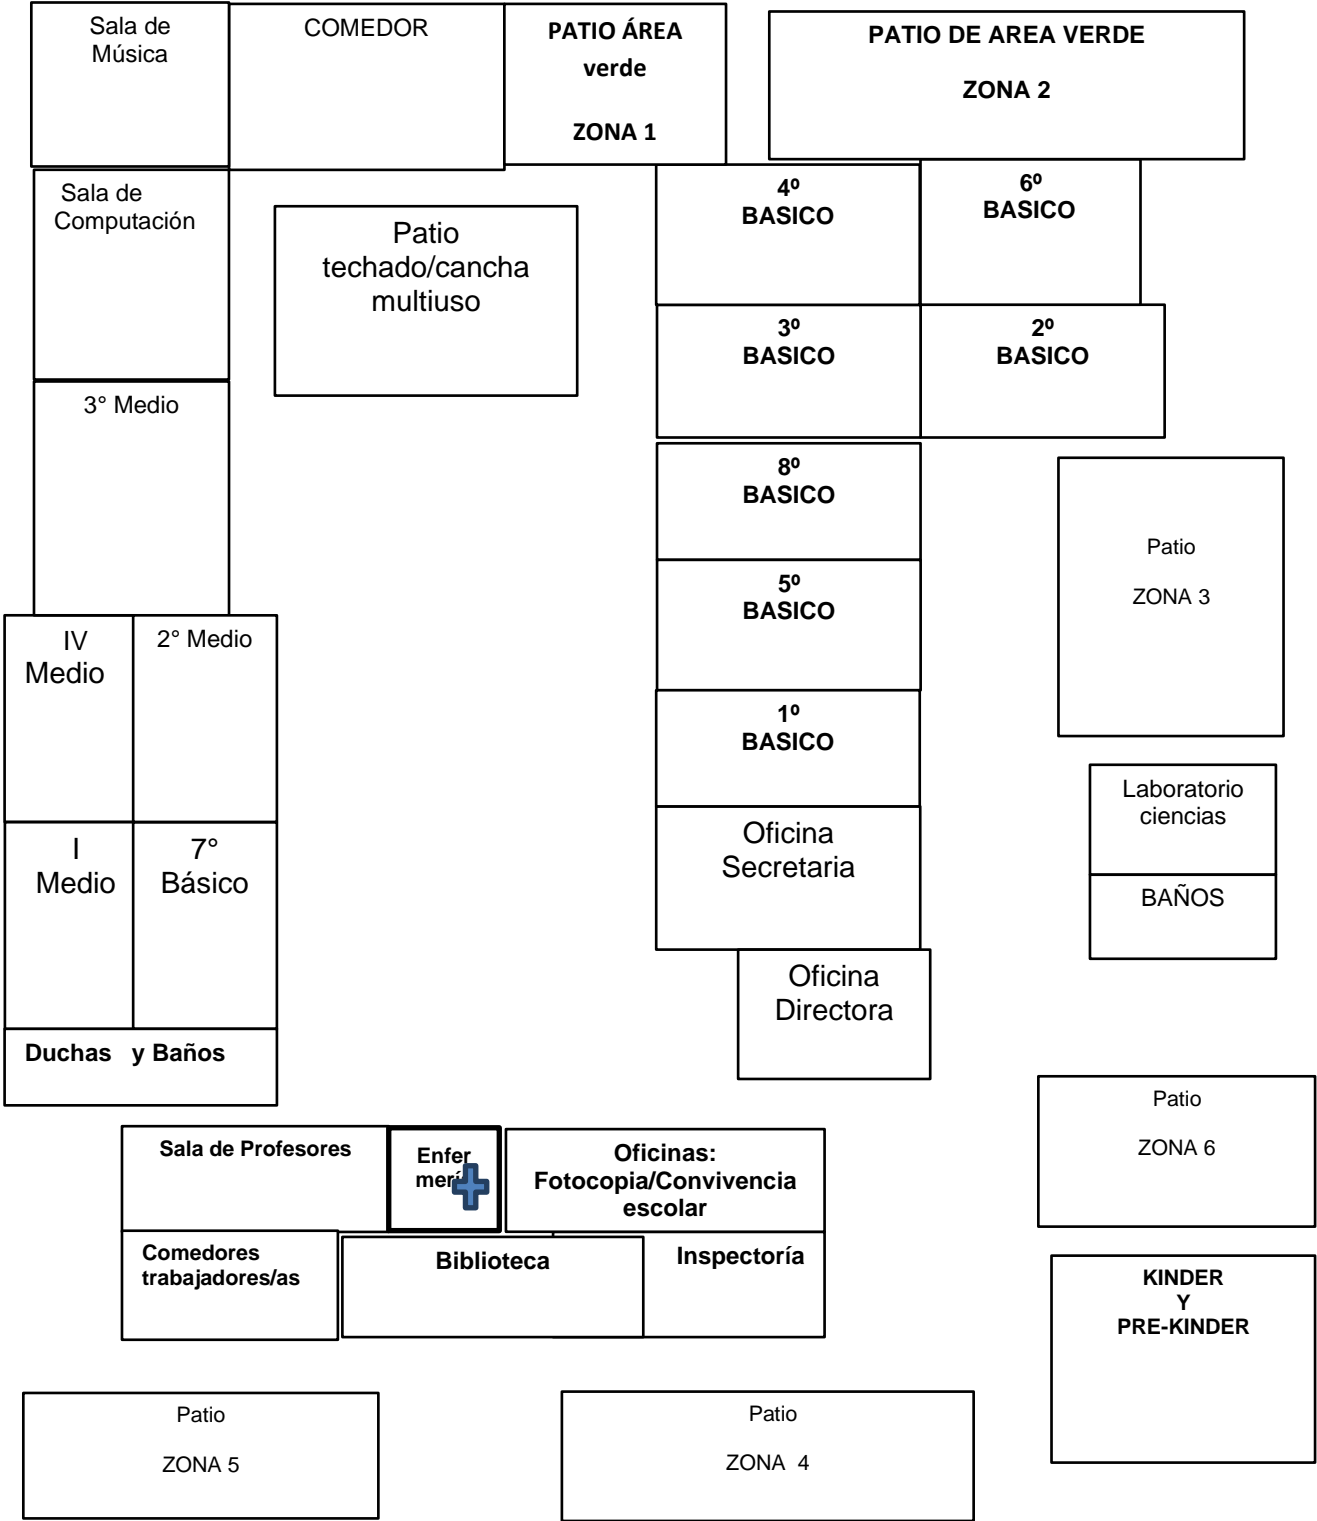 Sala de
Música
COMEDOR
PATIO ÁREA
verde
ZONA 1
PATIO DE AREA VERDE
ZONA 2
Sala de
Computación
Patio
techado/cancha
multiuso
4º
BASICO
6º
BASICO
3º
BASICO
2º
BASICO
3° Medio
8º
BASICO
Patio
ZONA 3
5º
BASICO
IV
Medio
2° Medio
1º
BASICO
I
Medio
7°
Básico
Oficina
Secretaria
Laboratorio
ciencias
BAÑOS
Oficina
Directora
Duchas y Baños
Patio
ZONA 6
Sala de Profesores
Enfer
mería
Oficinas:
Fotocopia/Convivencia
escolar
Comedores
trabajadores/as
Biblioteca
Inspectoría
KINDER
Y
PRE-KINDER
Patio
ZONA 5
Patio
ZONA 4